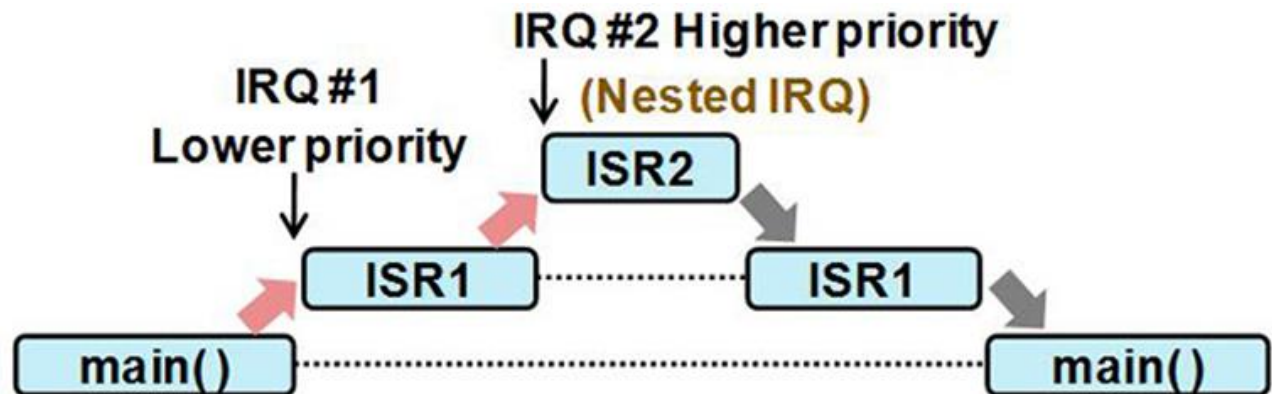 IRQ #2 Higher priority
(Nested IRQ)
IRQ #1
Lower priority
ISR2
ISR1
ISR1
main()
main()